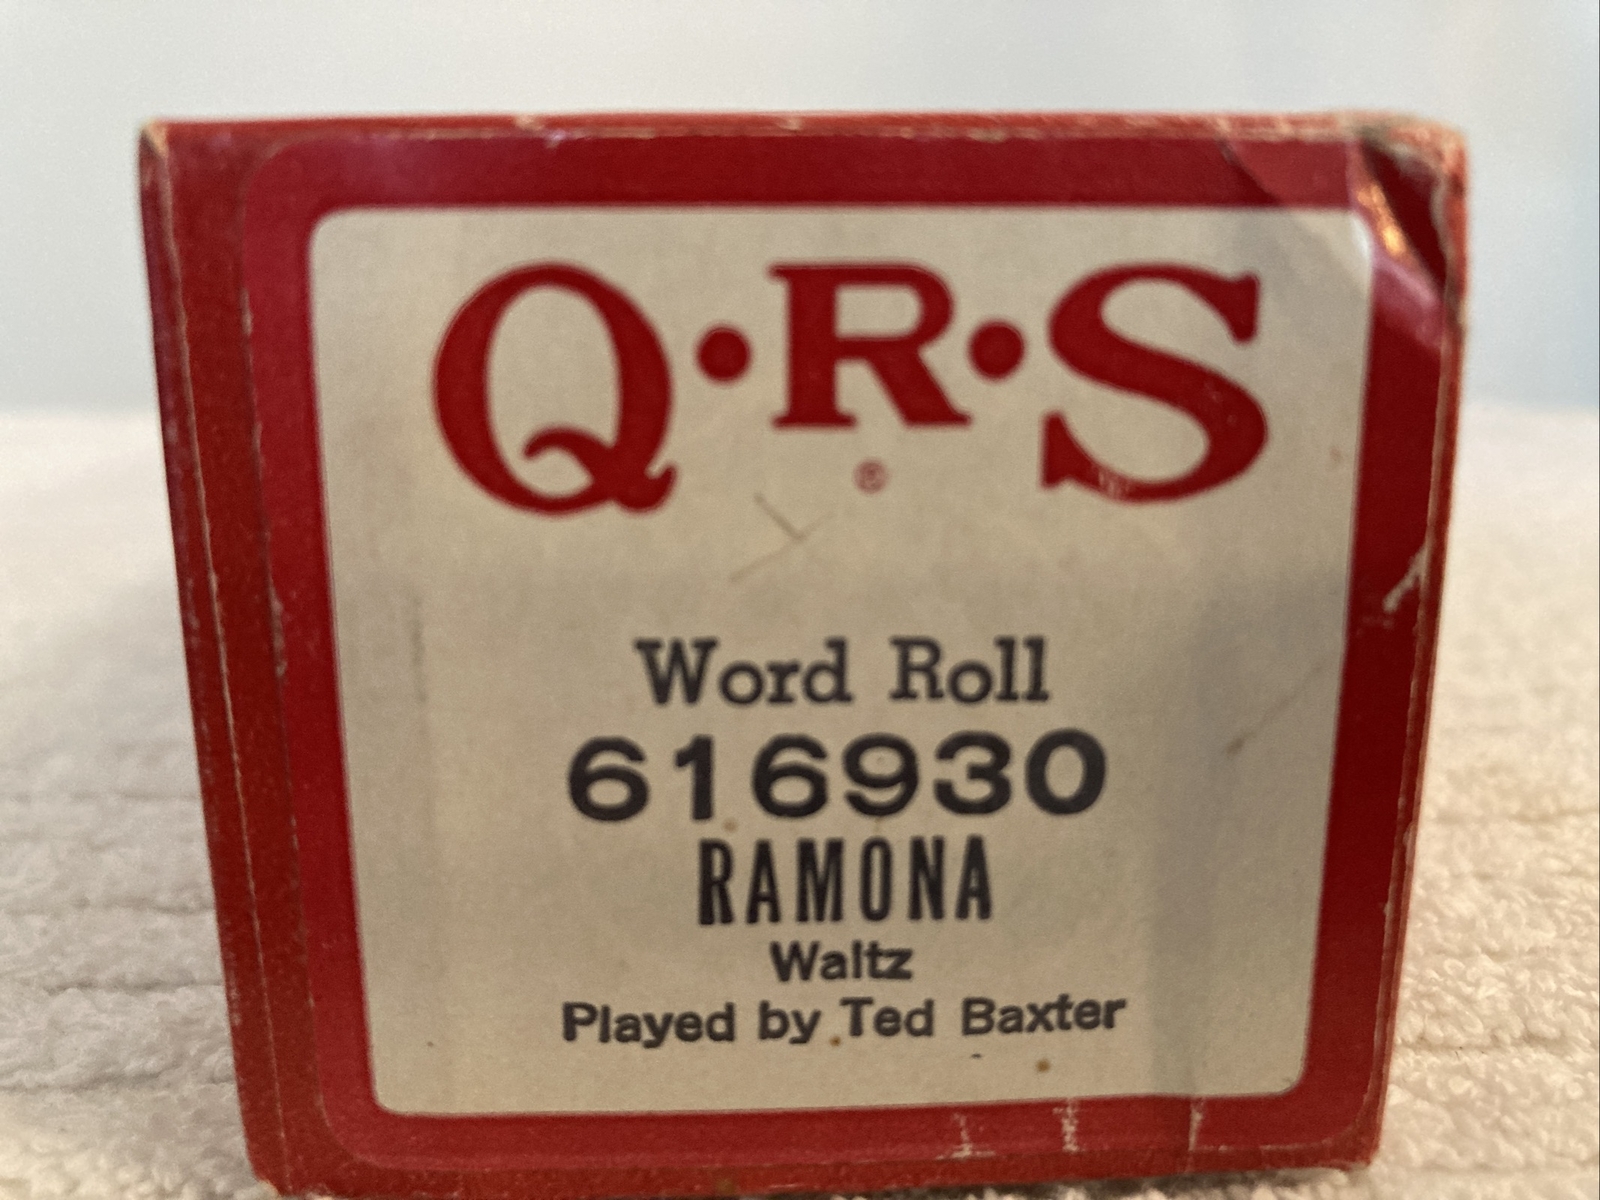 Q·R·S
®
Word Roll
616930
RAMONA
Waltz
Played by Ted Baxter